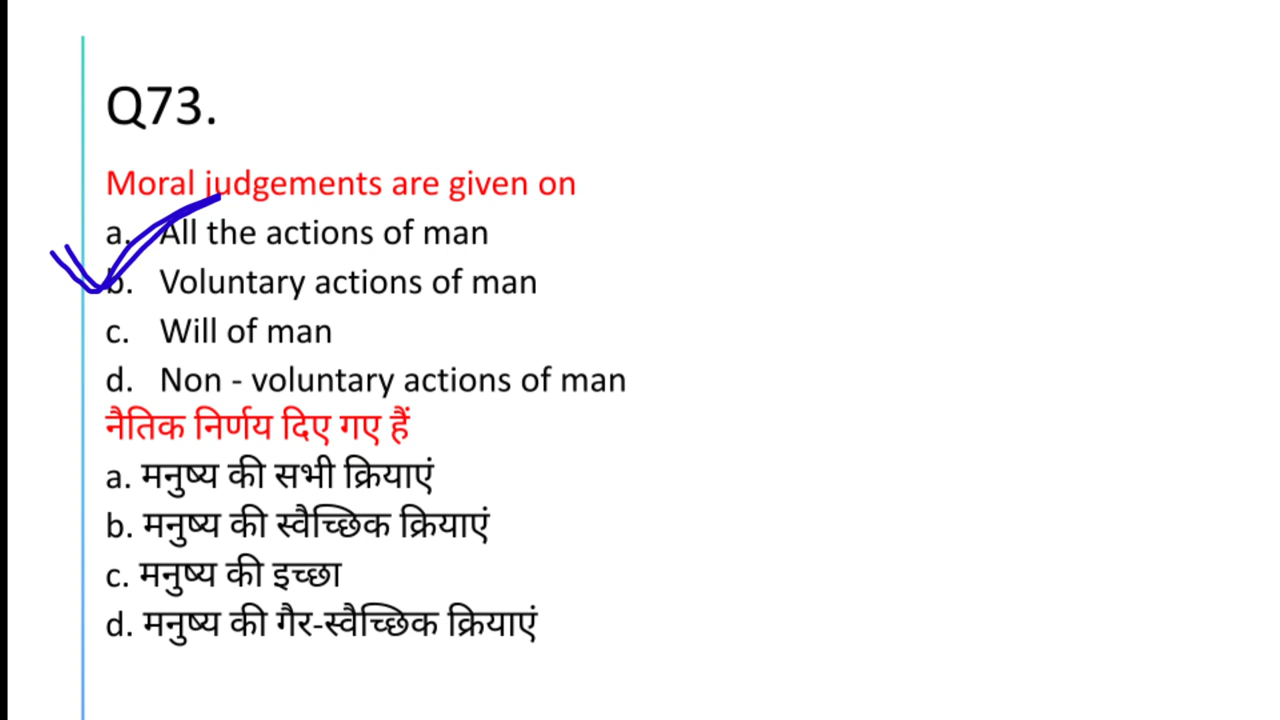 Q73.
Moral judgements are given on
a. All the actions of man
b. Voluntary actions of man
c. Will of man
d. Non - voluntary actions of man
नैतिक निर्णय दिए गए हैं
a. मनुष्य की सभी क्रियाएं
b. मनुष्य की स्वैच्छिक क्रियाएं
c. मनुष्य की इच्छा
d. मनुष्य की गैर-स्वैच्छिक क्रियाएं